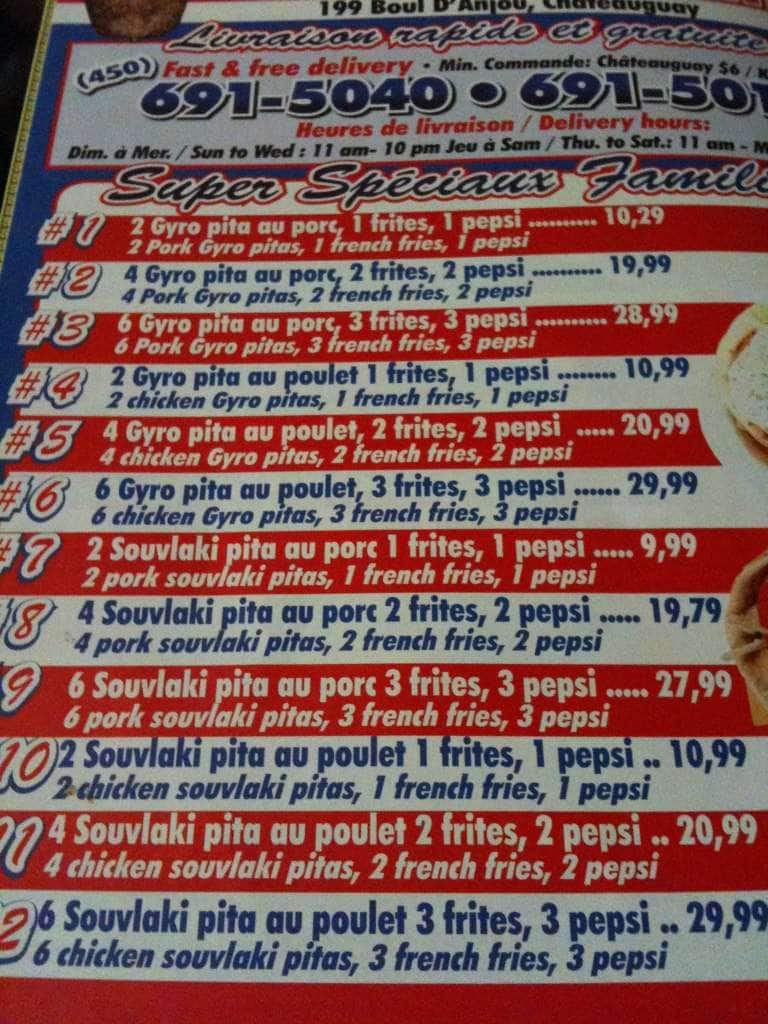 199 Boul D'Anjou, Châteauguay
Livraison rapide et gratuite
(450) Fast & free delivery • Min. Commande: Châteauguay $6 /
691-5040 • 691-501
Heures de livraison / Delivery hours:
Dim. à Mer. / Sun to Wed : 11 am- 10 pm Jeu à Sam / Thu. to Sat.: 11 am -
Super Spéciaux Famili
#1 2 Gyro pita au porc, 1 frites, 1 pepsi .......... 10,29
2 Pork Gyro pitas, 1 french fries, 1 pepsi
#2 4 Gyro pita au porc, 2 frites, 2 pepsi .......... 19,99
4 Pork Gyro pitas, 2 french fries, 2 pepsi
#3 6 Gyro pita au porc, 3 frites, 3 pepsi .......... 28,99
6 Pork Gyro pitas, 3 french fries, 3 pepsi
#4 2 Gyro pita au poulet 1 frites, 1 pepsi ........ 10,99
2 chicken Gyro pitas, 1 french fries, 1 pepsi
#5 4 Gyro pita au poulet, 2 frites, 2 pepsi ..... 20,99
4 chicken Gyro pitas, 2 french fries, 2 pepsi
#6 6 Gyro pita au poulet, 3 frites, 3 pepsi ...... 29,99
6 chicken Gyro pitas, 3 french fries, 3 pepsi
#7 2 Souvlaki pita au porc 1 frites, 1 pepsi ..... 9,99
2 pork souvlaki pitas, 1 french fries, 1 pepsi
8 4 Souvlaki pita au porc 2 frites, 2 pepsi ..... 19,79
4 pork souvlaki pitas, 2 french fries, 2 pepsi
9 6 Souvlaki pita au porc 3 frites, 3 pepsi ..... 27,99
6 pork souvlaki pitas, 3 french fries, 3 pepsi
10 2 Souvlaki pita au poulet 1 frites, 1 pepsi .. 10,99
2 chicken souvlaki pitas, 1 french fries, 1 pepsi
11 4 Souvlaki pita au poulet 2 frites, 2 pepsi .. 20,99
4 chicken souvlaki pitas, 2 french fries, 2 pepsi
2 6 Souvlaki pita au poulet 3 frites, 3 pepsi .. 29,99
6 chicken souvlaki pitas, 3 french fries, 3 pepsi